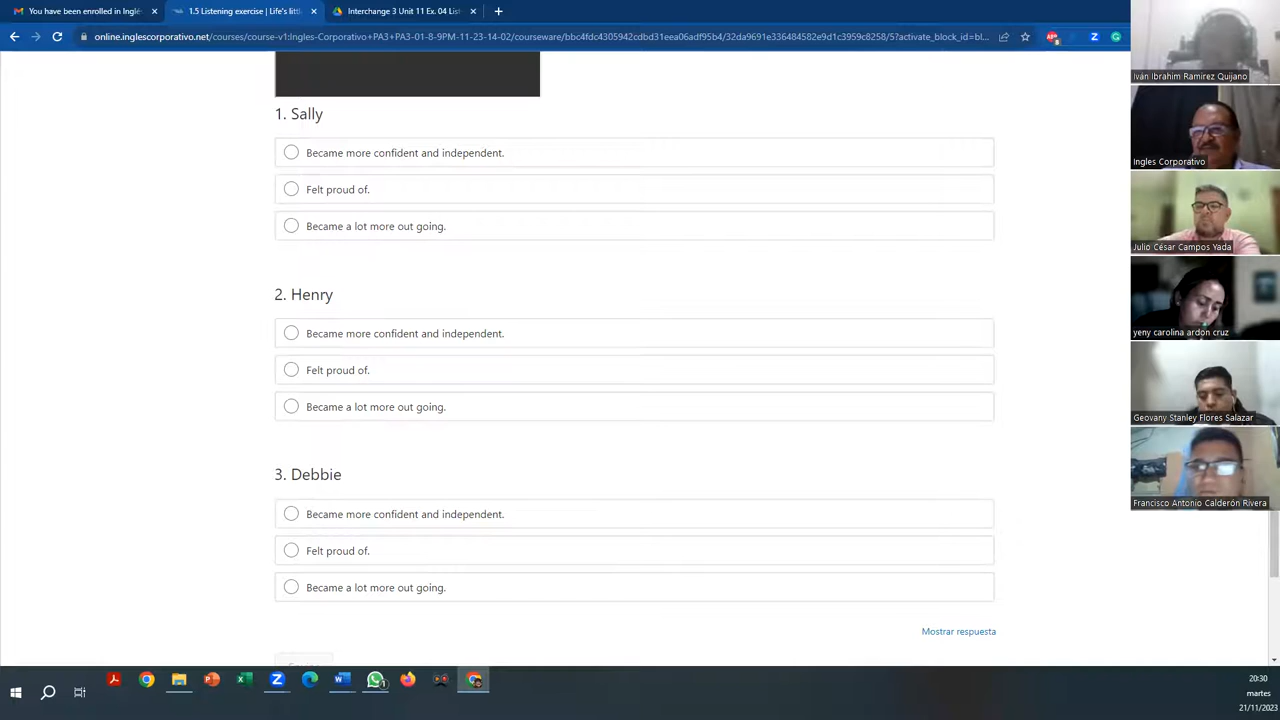 You have been enrolled in Inglé
1.5 Listening exercise | Life's littl
Interchange 3 Unit 11 Ex. 04 List
online.inglescorporativo.net/courses/course-v1:Ingles-Corporativo+PA3+PA3-01-8-9PM-11-23-14-02/courseware/bbc4fdc4305942cdbd31eea06adf95b4/32da9691e336484582e9d1c3959c8258/5?activate_block_id=bl...
1. Sally
Became more confident and independent.
Felt proud of.
Became a lot more out going.
2. Henry
Became more confident and independent.
Felt proud of.
Became a lot more out going.
3. Debbie
Became more confident and independent.
Felt proud of.
Became a lot more out going.
Mostrar respuesta
Iván Ibrahim Ramirez Quijano
Ingles Corporativo
Julio César Campos Yada
yeny carolina ardon cruz
Geovany Stanley Flores Salazar
Francisco Antonio Calderón Rivera
20:30
martes
21/11/2023